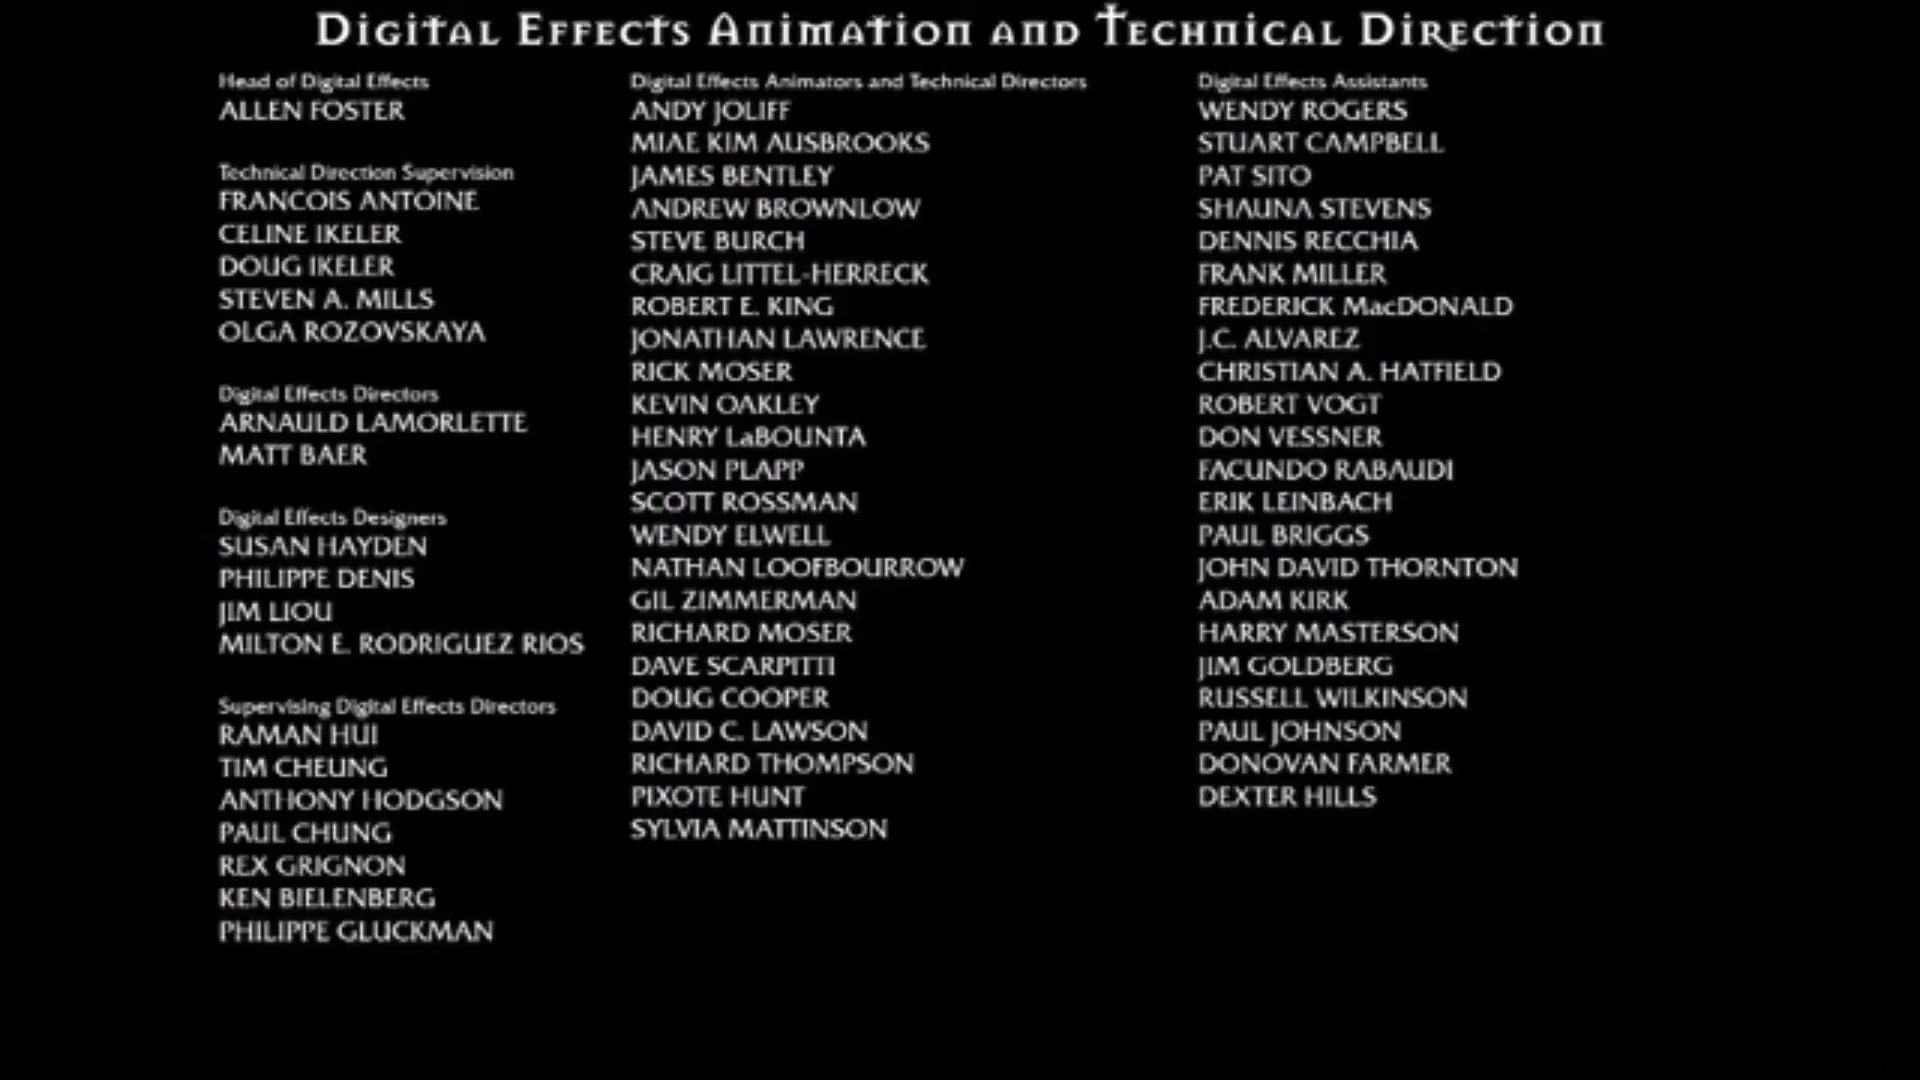 Digital Effects Animation and Technical Direction
Head of Digital Effects
ALLEN FOSTER
Technical Direction Supervision
FRANCOIS ANTOINE
CELINE IKELER
DOUG IKELER
STEVEN A. MILLS
OLGA ROZOVSKAYA
Digital Effects Directors
ARNAULD LAMORLETTE
MATT BAER
Digital Effects Designers
SUSAN HAYDEN
PHILIPPE DENIS
JIM LIOU
MILTON E. RODRIGUEZ RIOS
Supervising Digital Effects Directors
RAMAN HUI
TIM CHEUNG
ANTHONY HODGSON
PAUL CHUNG
REX GRIGNON
KEN BIELENBERG
PHILIPPE GLUCKMAN
Digital Effects Animators and Technical Directors
ANDY JOLIFF
MIAE KIM AUSBROOKS
JAMES BENTLEY
ANDREW BROWNLOW
STEVE BURCH
CRAIG LITTEL-HERRECK
ROBERT E. KING
JONATHAN LAWRENCE
RICK MOSER
KEVIN OAKLEY
HENRY LaBOUNTA
JASON PLAPP
SCOTT ROSSMAN
WENDY ELWELL
NATHAN LOOFBOURROW
GIL ZIMMERMAN
RICHARD MOSER
DAVE SCARPITTI
DOUG COOPER
DAVID C. LAWSON
RICHARD THOMPSON
PIXOTE HUNT
SYLVIA MATTINSON
Digital Effects Assistants
WENDY ROGERS
STUART CAMPBELL
PAT SITO
SHAUNA STEVENS
DENNIS RECCHIA
FRANK MILLER
FREDERICK MacDONALD
J.C. ALVAREZ
CHRISTIAN A. HATFIELD
ROBERT VOGT
DON VESSNER
FACUNDO RABAUDI
ERIK LEINBACH
PAUL BRIGGS
JOHN DAVID THORNTON
ADAM KIRK
HARRY MASTERSON
JIM GOLDBERG
RUSSELL WILKINSON
PAUL JOHNSON
DONOVAN FARMER
DEXTER HILLS